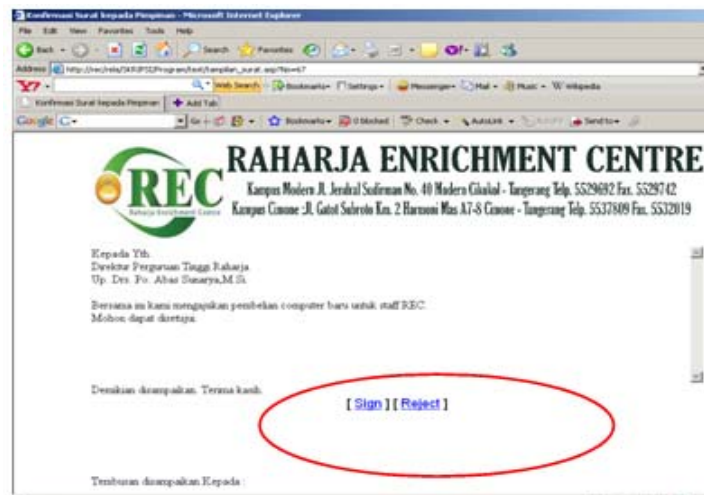 Konfirmasi Surat kepada Pimpinan - Microsoft Internet Explorer
File Edit View Favorites Tools Help
Back Search Favorites
Address
Y7 Web Search Bookmarks Settings Messenger Mail Music Wikipedia
Konfirmasi Surat kepada Pimpinan Add Tab
Google G Go Bookmarks 0 blocked Check AutoLink Send to
REC
Raharja Enrichment Centre
RAHARJA ENRICHMENT CENTRE
Kampus Modern Jl. Jendral Sudirman No. 40 Modern Cikokol - Tangerang Telp. 5529692 Fax. 5529742
Kampus Cimone :Jl. Gatot Subroto Km. 2 Harmoni Mas A7-8 Cimone - Tangerang Telp. 5537809 Fax. 5532019
Kepada Yth.
Direktur Perguruan Tinggi Raharja
Up. Drs. Po. Abas Sunarya, M.Si.
Bersama ini kami mengajukan pembelian computer baru untuk staff REC.
Mohon dapat disetujui.
Demikian disampaikan. Terima kasih.
[ Sign ] [ Reject ]
Tembusan disampaikan Kepada :